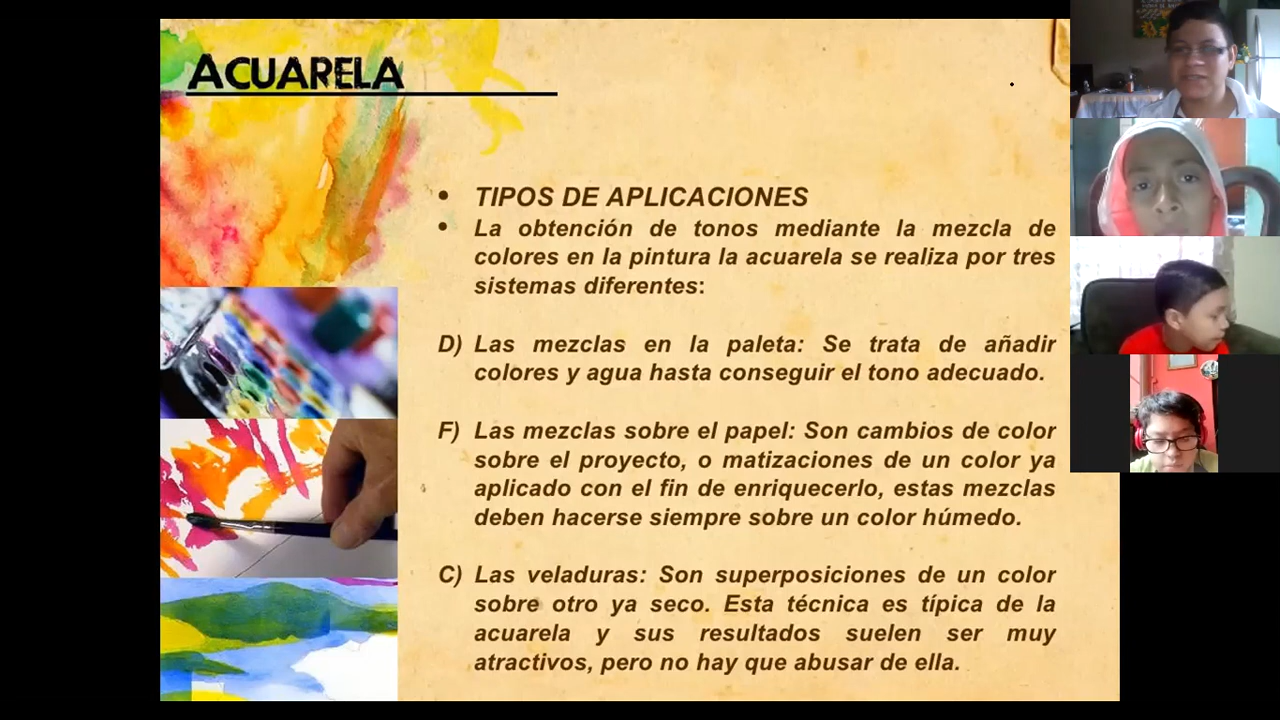 ACUARELA
• TIPOS DE APLICACIONES
• La obtención de tonos mediante la mezcla de
colores en la pintura la acuarela se realiza por tres
sistemas diferentes:
D) Las mezclas en la paleta: Se trata de añadir
colores y agua hasta conseguir el tono adecuado.
F) Las mezclas sobre el papel: Son cambios de color
sobre el proyecto, o matizaciones de un color ya
aplicado con el fin de enriquecerlo, estas mezclas
deben hacerse siempre sobre un color húmedo.
C) Las veladuras: Son superposiciones de un color
sobre otro ya seco. Esta técnica es típica de la
acuarela y sus resultados suelen ser muy
atractivos, pero no hay que abusar de ella.